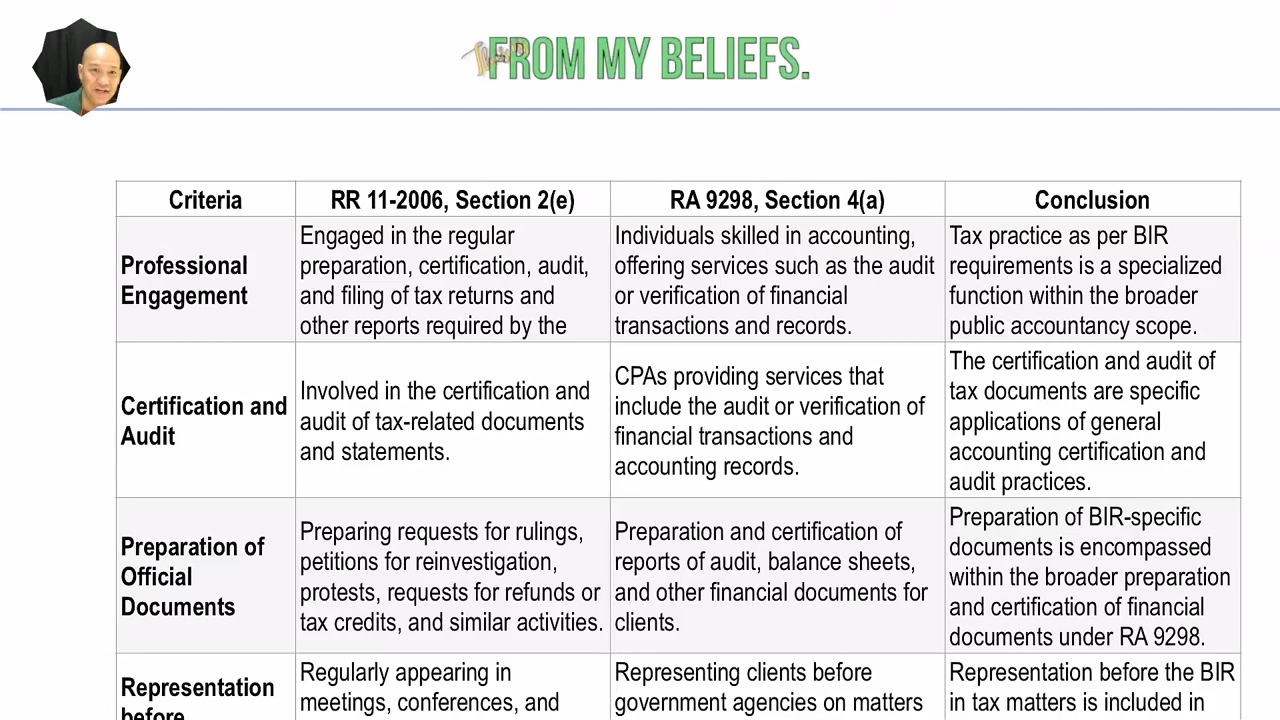 FROM MY BELIEFS.
Criteria
RR 11-2006, Section 2(e)
RA 9298, Section 4(a)
Conclusion
Professional
Engagement
Engaged in the regular
preparation, certification, audit,
and filing of tax returns and
other reports required by the
Individuals skilled in accounting,
offering services such as the audit
or verification of financial
transactions and records.
Tax practice as per BIR
requirements is a specialized
function within the broader
public accountancy scope.
Certification and
Audit
Involved in the certification and
audit of tax-related documents
and statements.
CPAs providing services that
include the audit or verification of
financial transactions and
accounting records.
The certification and audit of
tax documents are specific
applications of general
accounting certification and
audit practices.
Preparation of
Official
Documents
Preparing requests for rulings,
petitions for reinvestigation,
protests, requests for refunds or
tax credits, and similar activities.
Preparation and certification of
reports of audit, balance sheets,
and other financial documents for
clients.
Preparation of BIR-specific
documents is encompassed
within the broader preparation
and certification of financial
documents under RA 9298.
Representation
before
Regularly appearing in
meetings, conferences, and
Representing clients before
government agencies on matters
Representation before the BIR
in tax matters is included in